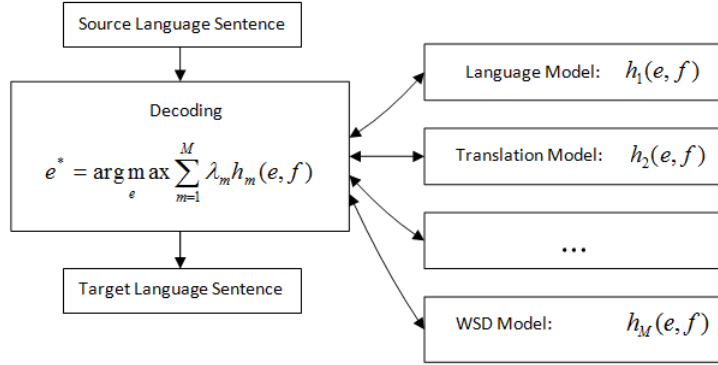 Source Language Sentence
Decoding
e* = arg max_e ∑_{m=1}^{M} λ_m h_m(e, f)
Target Language Sentence
Language Model: h_1(e, f)
Translation Model: h_2(e, f)
...
WSD Model: h_M(e, f)